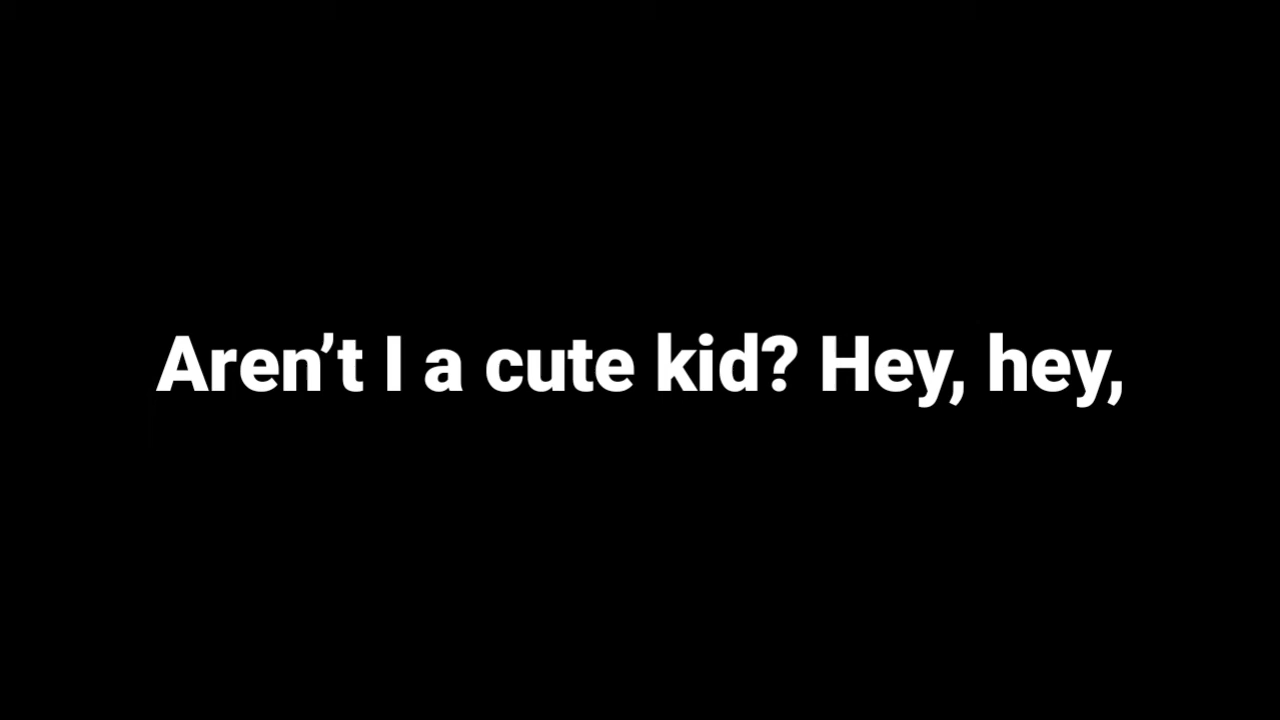 Aren’t I a cute kid? Hey, hey,